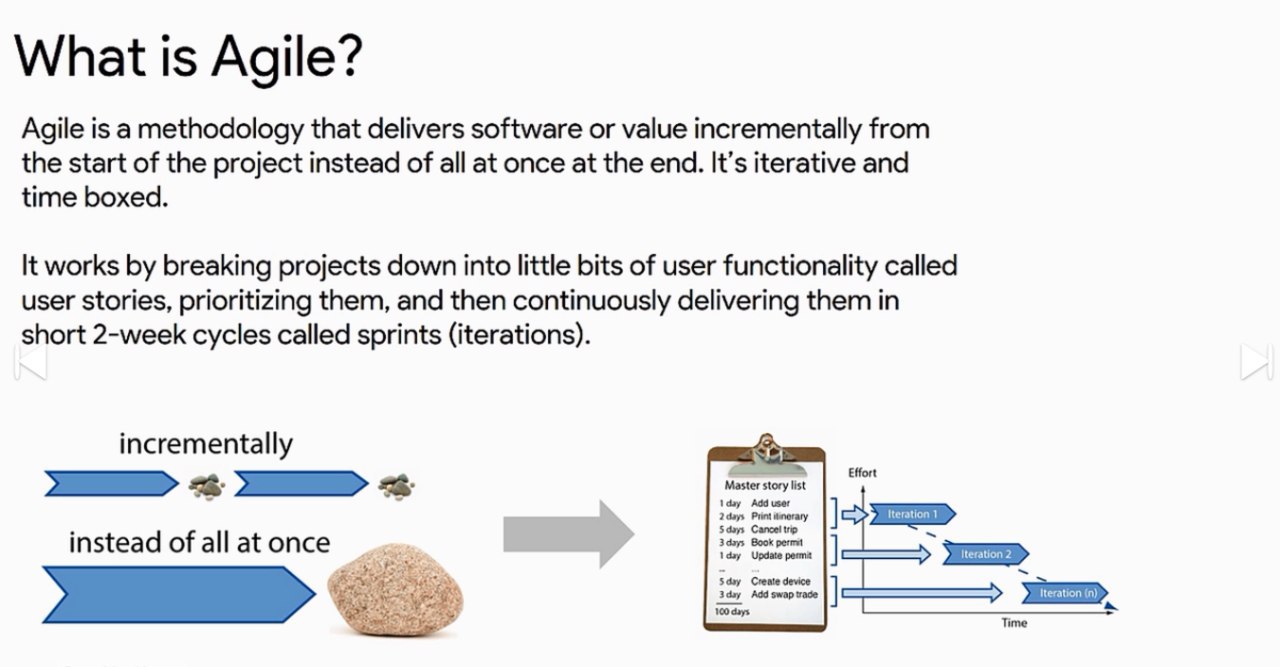 What is Agile?
Agile is a methodology that delivers software or value incrementally from
the start of the project instead of all at once at the end. It's iterative and
time boxed.
It works by breaking projects down into little bits of user functionality called
user stories, prioritizing them, and then continuously delivering them in
short 2-week cycles called sprints (iterations).
incrementally
instead of all at once
Master story list
1 day Add user
2 days Print itinerary
5 days Cancel trip
3 days Book permit
1 day Update permit
... ...
5 day Create device
3 day Add swap trade
100 days
Effort
Iteration 1
Iteration 2
Iteration (n)
Time